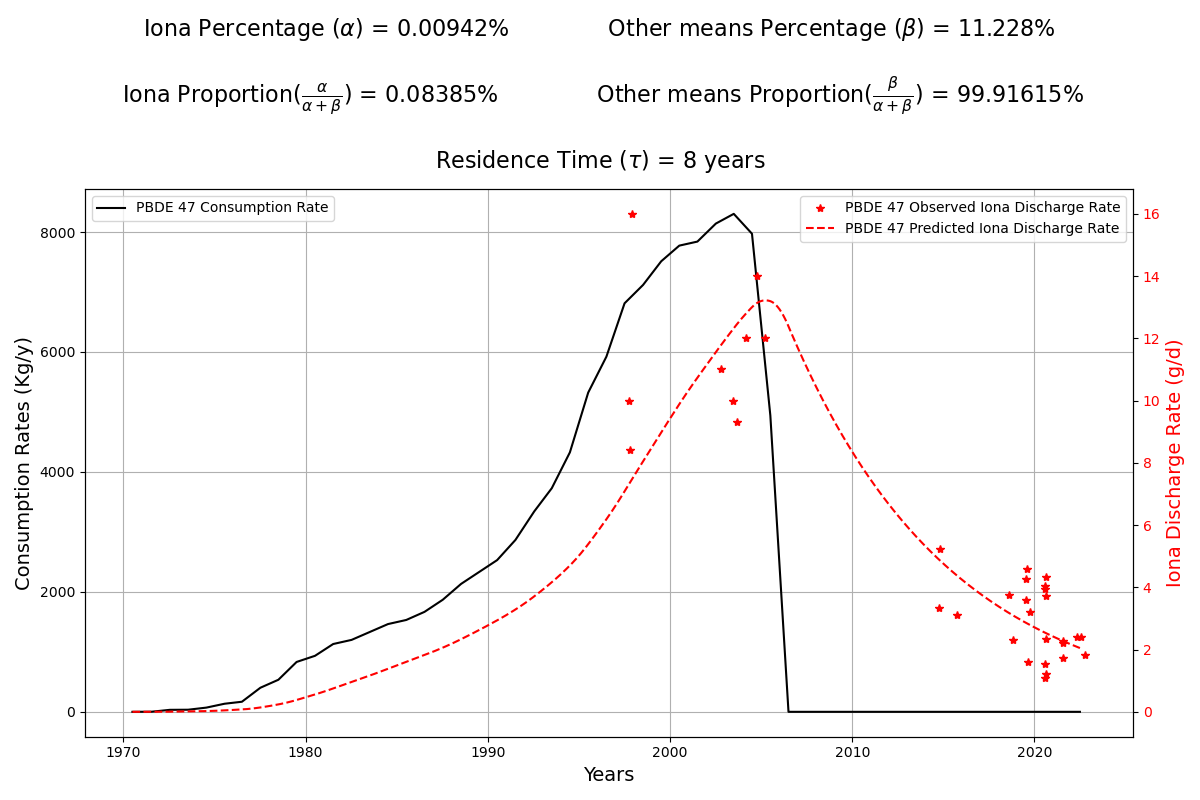 Iona Percentage (α) = 0.00942% Other means Percentage (β) = 11.228%
Iona Proportion(α/(α + β)) = 0.08385% Other means Proportion(β/(α + β)) = 99.91615%
Residence Time (τ) = 8 years
PBDE 47 Consumption Rate
PBDE 47 Observed Iona Discharge Rate
PBDE 47 Predicted Iona Discharge Rate
Consumption Rates (Kg/y)
8000
6000
4000
2000
0
16
14
12
10
8
6
4
2
0
Iona Discharge Rate (g/d)
1970 1980 1990 2000 2010 2020
Years